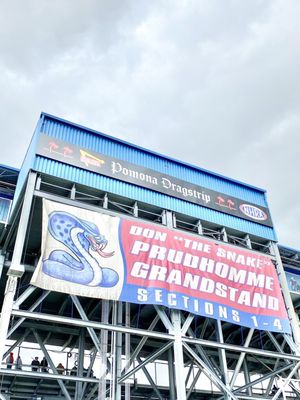 Pomona Dragstrip
NHRA
DON "THE SNAKE"
PRUDHOMME
GRANDSTAND
SECTIONS 1-4